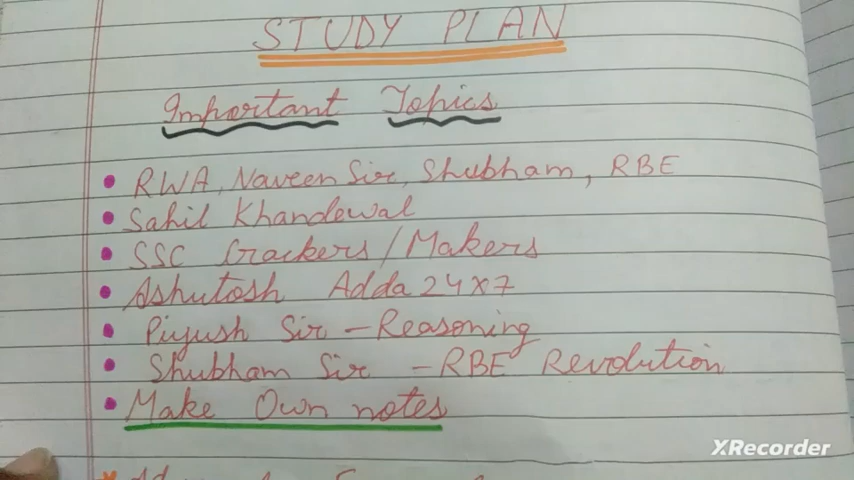 STUDY PLAN
Important Topics
• RWA, Naveen Sir, Shubham, RBE
• Sahil Khandewal
• SSC Crackers/Makers
• Ashutosh Adda 24x7
• Piyush Sir - Reasoning
• Shubham Sir - RBE Revolution
• Make Own notes
XRecorder